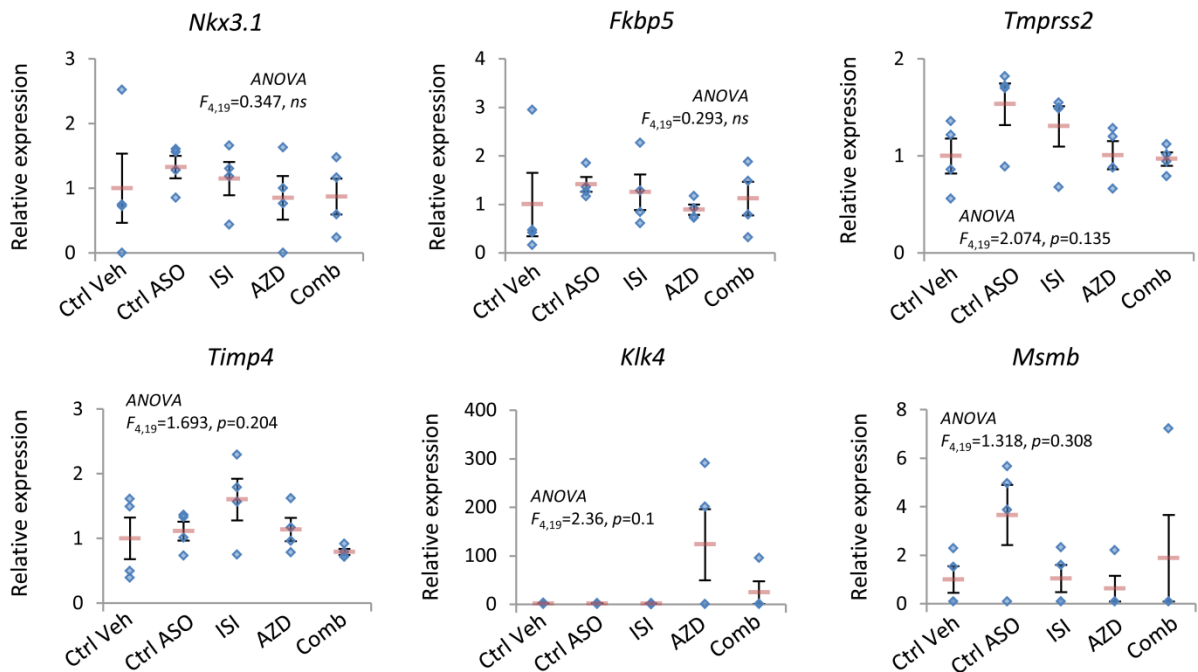 Nkx3.1
Relative expression
3
2
1
0
ANOVA
F4,19=0.347, ns
Ctrl Veh
Ctrl ASO
ISI
AZD
Comb
Fkbp5
Relative expression
4
3
2
1
0
ANOVA
F4,19=0.293, ns
Ctrl Veh
Ctrl ASO
ISI
AZD
Comb
Tmprss2
Relative expression
2
1
0
ANOVA
F4,19=2.074, p=0.135
Ctrl Veh
Ctrl ASO
ISI
AZD
Comb
Timp4
Relative expression
3
2
1
0
ANOVA
F4,19=1.693, p=0.204
Ctrl Veh
Ctrl ASO
ISI
AZD
Comb
Klk4
Relative expression
400
300
200
100
0
ANOVA
F4,19=2.36, p=0.1
Ctrl Veh
Ctrl ASO
ISI
AZD
Comb
Msmb
Relative expression
8
6
4
2
0
ANOVA
F4,19=1.318, p=0.308
Ctrl Veh
Ctrl ASO
ISI
AZD
Comb